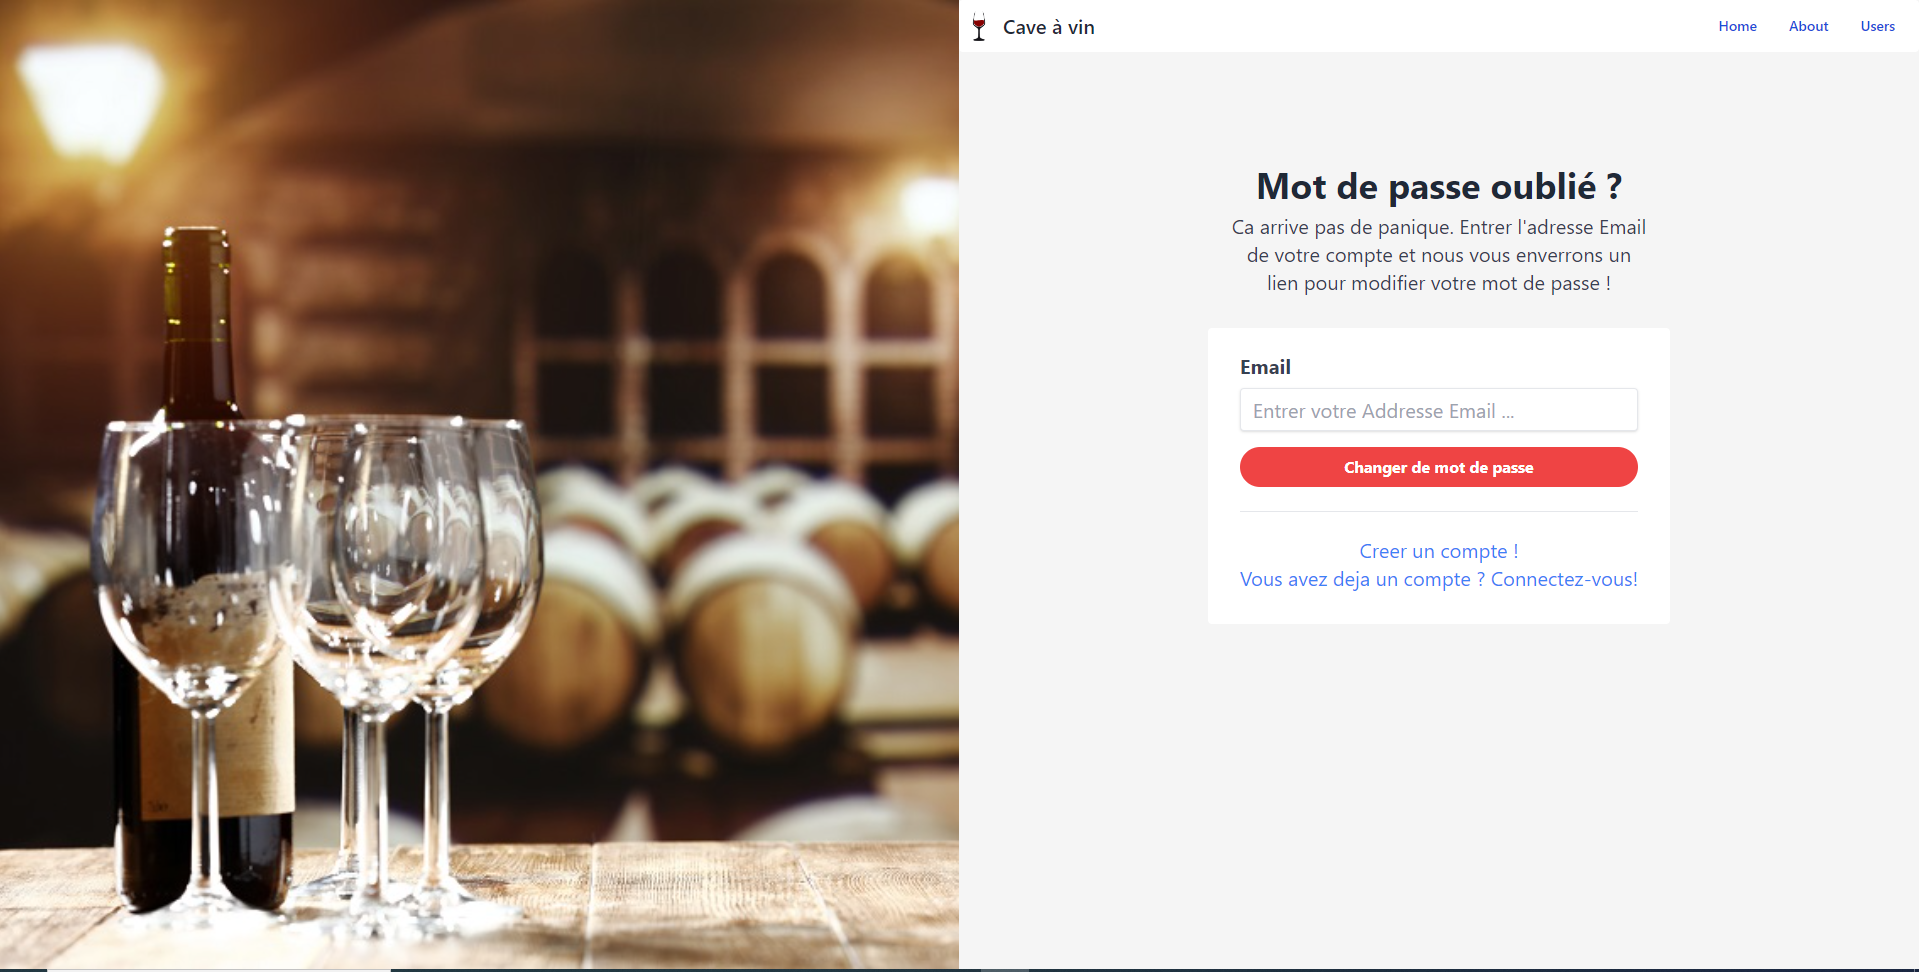 Cave à vin
Home
About
Users
Mot de passe oublié ?
Ca arrive pas de panique. Entrer l'adresse Email
de votre compte et nous vous enverrons un
lien pour modifier votre mot de passe !
Email
Entrer votre Addresse Email ...
Changer de mot de passe
Creer un compte !
Vous avez deja un compte ? Connectez-vous!